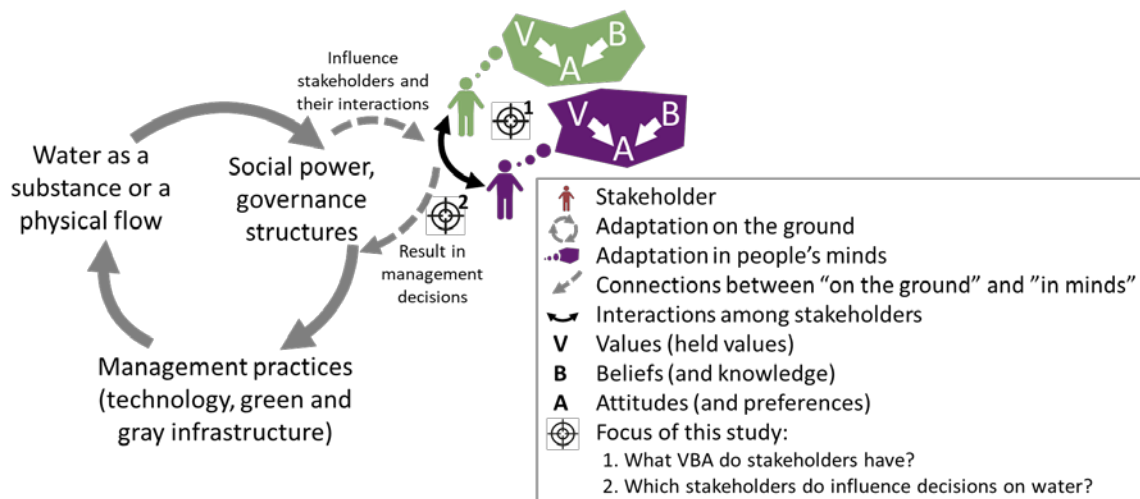 Influence
stakeholders and
their interactions
V
B
A
1
V
B
A
Water as a
substance or a
physical flow
Social power,
governance
structures
2
Result in
management
decisions
Management practices
(technology, green and
gray infrastructure)
Stakeholder
Adaptation on the ground
Adaptation in people’s minds
Connections between “on the ground” and ”in minds”
Interactions among stakeholders
V Values (held values)
B Beliefs (and knowledge)
A Attitudes (and preferences)
Focus of this study:
1. What VBA do stakeholders have?
2. Which stakeholders do influence decisions on water?